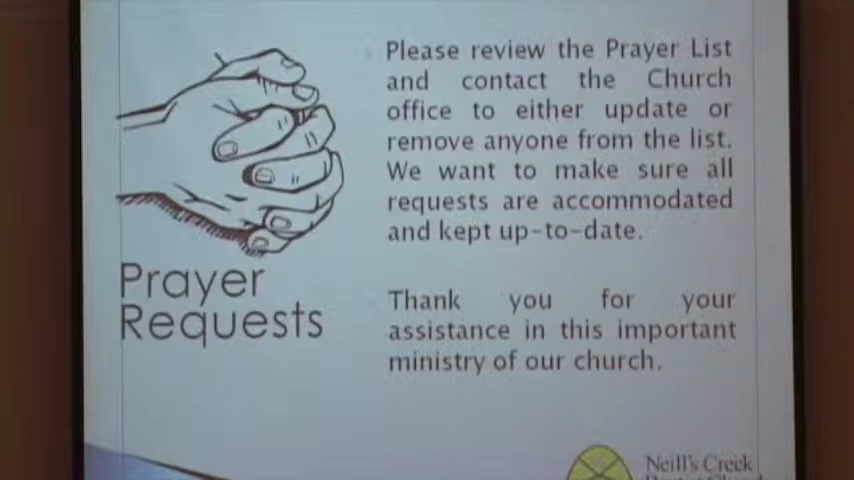 Please review the Prayer List
and contact the Church
office to either update or
remove anyone from the list.
We want to make sure all
requests are accommodated
and kept up-to-date.
Prayer
Requests
Thank you for your
assistance in this important
ministry of our church.
Neill's Creek